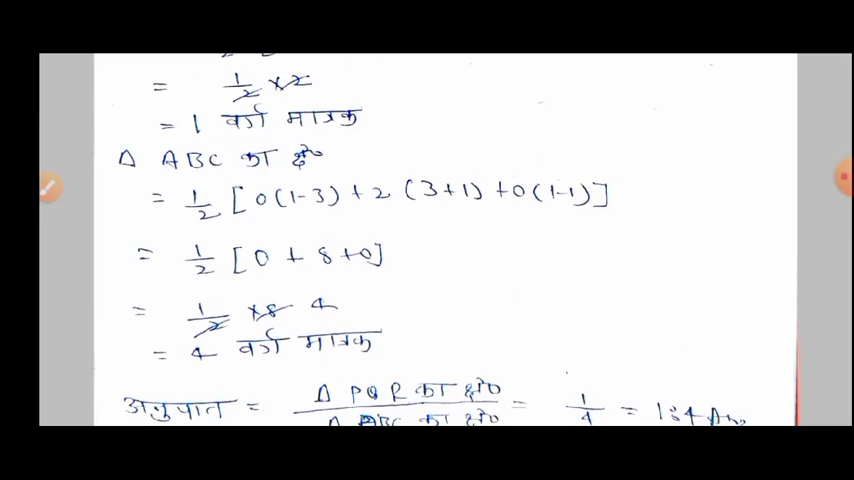 = 1/2 × 2
= 1 वर्ग मात्रक
Δ ABC का क्षे०
= 1/2 [0(1-3) + 2 (3+1) + 0(1-1)]
= 1/2 [0 + 8 + 0]
= 1/2 × 8 4
= 4 वर्ग मात्रक
अनुपात = Δ PQR का क्षे० / Δ ABC का क्षे० = 1/4 = 1:4 Ans